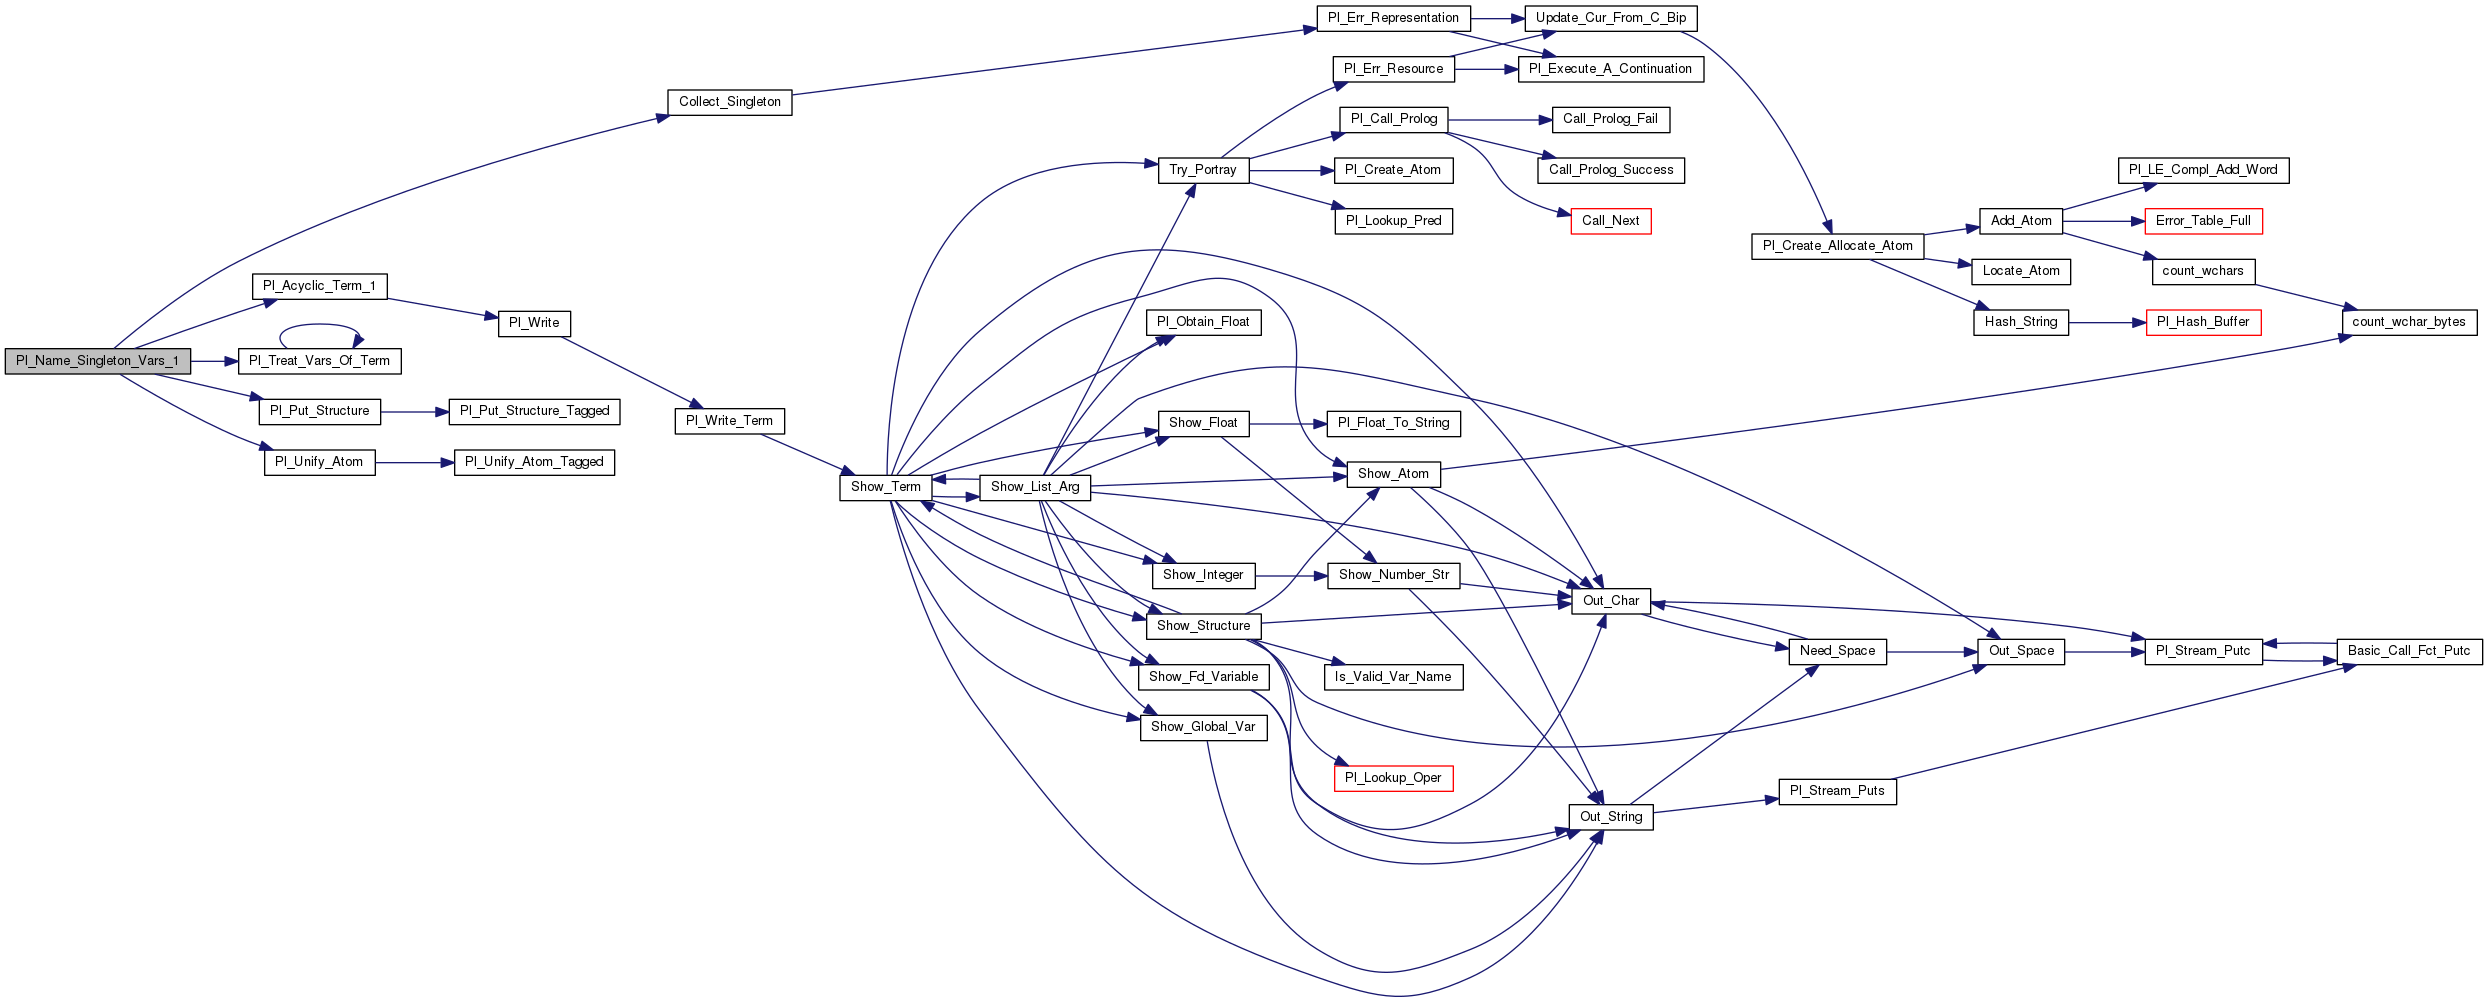 Pl_Name_Singleton_Vars_1
Collect_Singleton
Pl_Acyclic_Term_1
Pl_Treat_Vars_Of_Term
Pl_Put_Structure
Pl_Unify_Atom
Pl_Write
Pl_Put_Structure_Tagged
Pl_Unify_Atom_Tagged
Pl_Write_Term
Show_Term
Show_List_Arg
Try_Portray
Pl_Obtain_Float
Show_Float
Show_Integer
Show_Structure
Show_Fd_Variable
Show_Global_Var
Pl_Err_Representation
Pl_Err_Resource
Pl_Call_Prolog
Pl_Create_Atom
Pl_Lookup_Pred
Pl_Float_To_String
Show_Atom
Show_Number_Str
Is_Valid_Var_Name
Pl_Lookup_Oper
Update_Cur_From_C_Bip
Pl_Execute_A_Continuation
Call_Prolog_Fail
Call_Prolog_Success
Call_Next
Out_Char
Out_String
Pl_Create_Allocate_Atom
Need_Space
Pl_Stream_Puts
Add_Atom
Locate_Atom
Hash_String
Out_Space
Pl_LE_Compl_Add_Word
Error_Table_Full
count_wchars
Pl_Hash_Buffer
Pl_Stream_Putc
count_wchar_bytes
Basic_Call_Fct_Putc